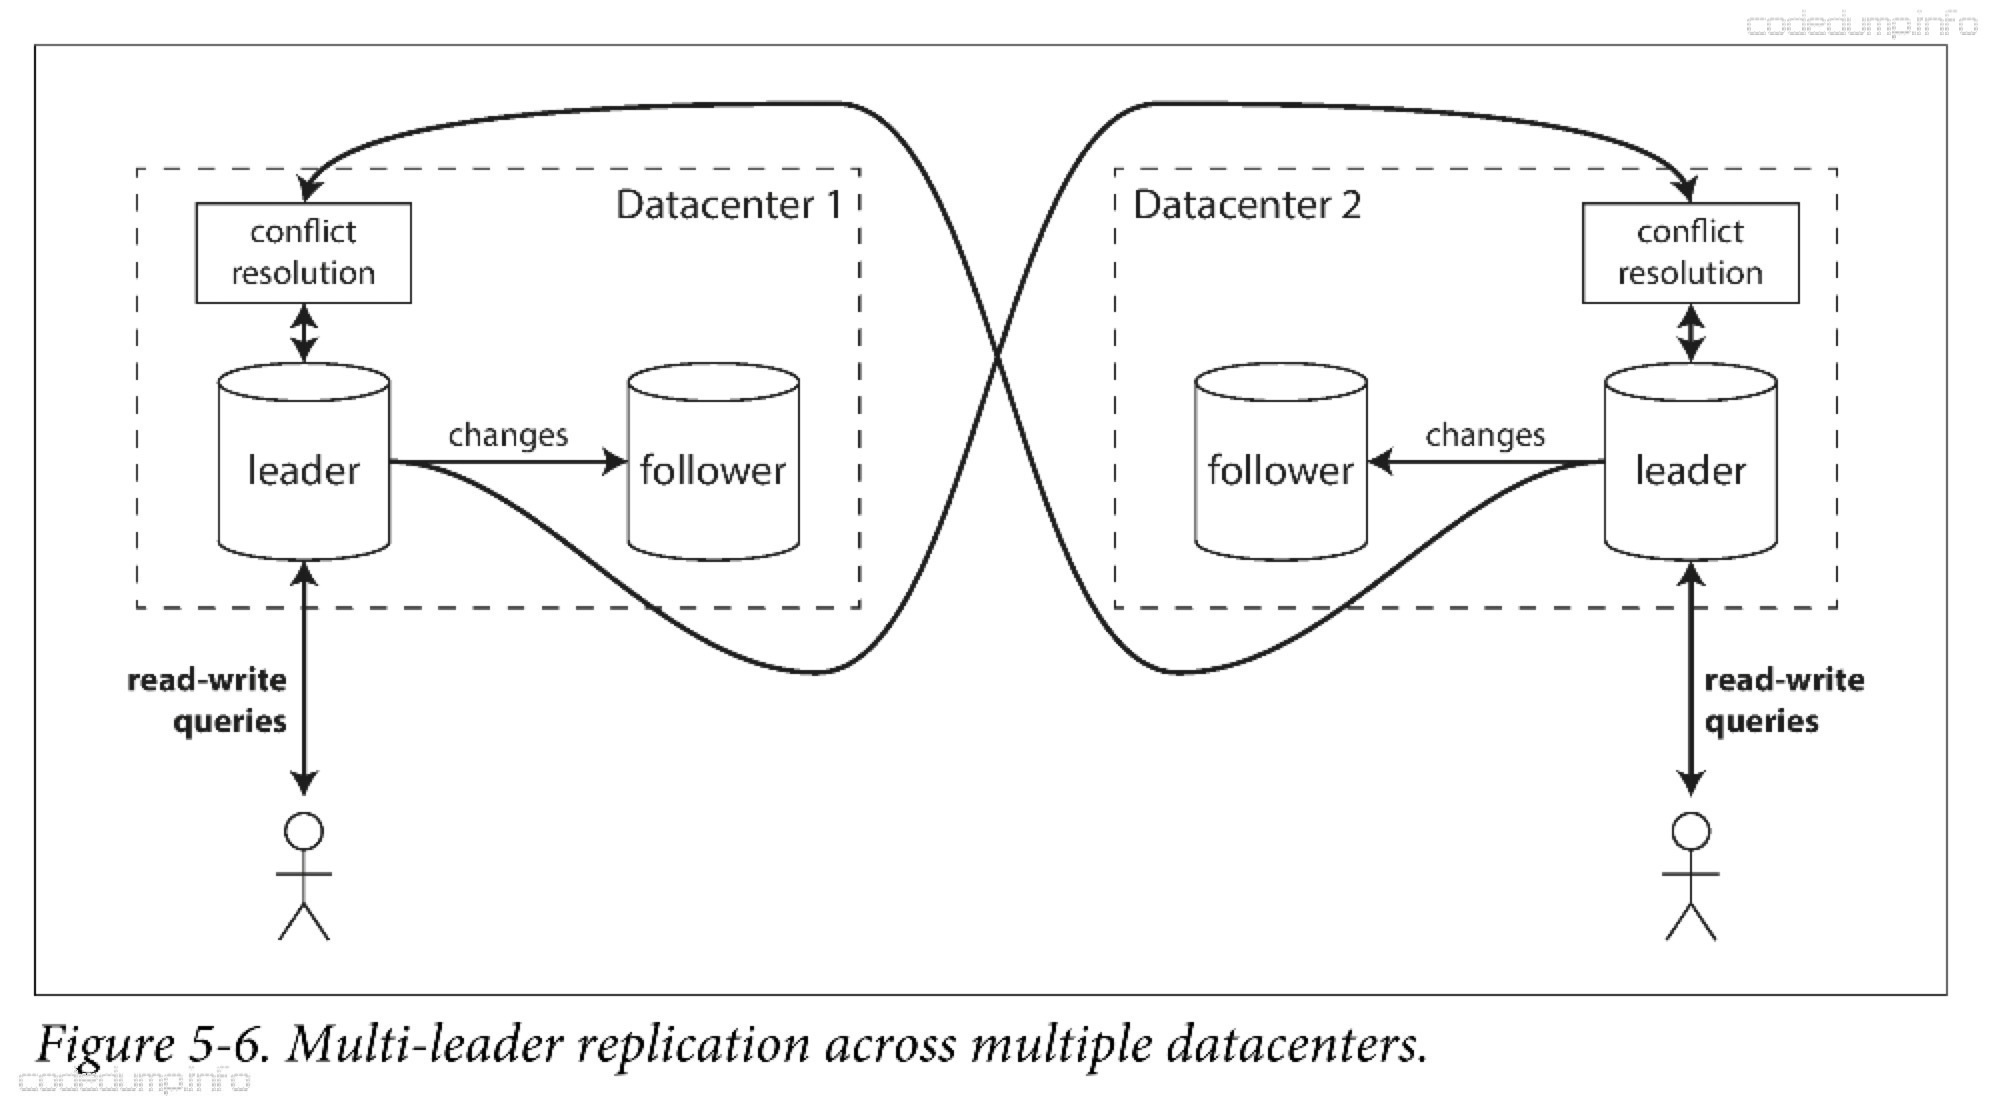 codedump.info
Datacenter 1
conflict
resolution
changes
leader
follower
read-write
queries
Datacenter 2
conflict
resolution
changes
follower
leader
read-write
queries
Figure 5-6. Multi-leader replication across multiple datacenters.
codedump.info